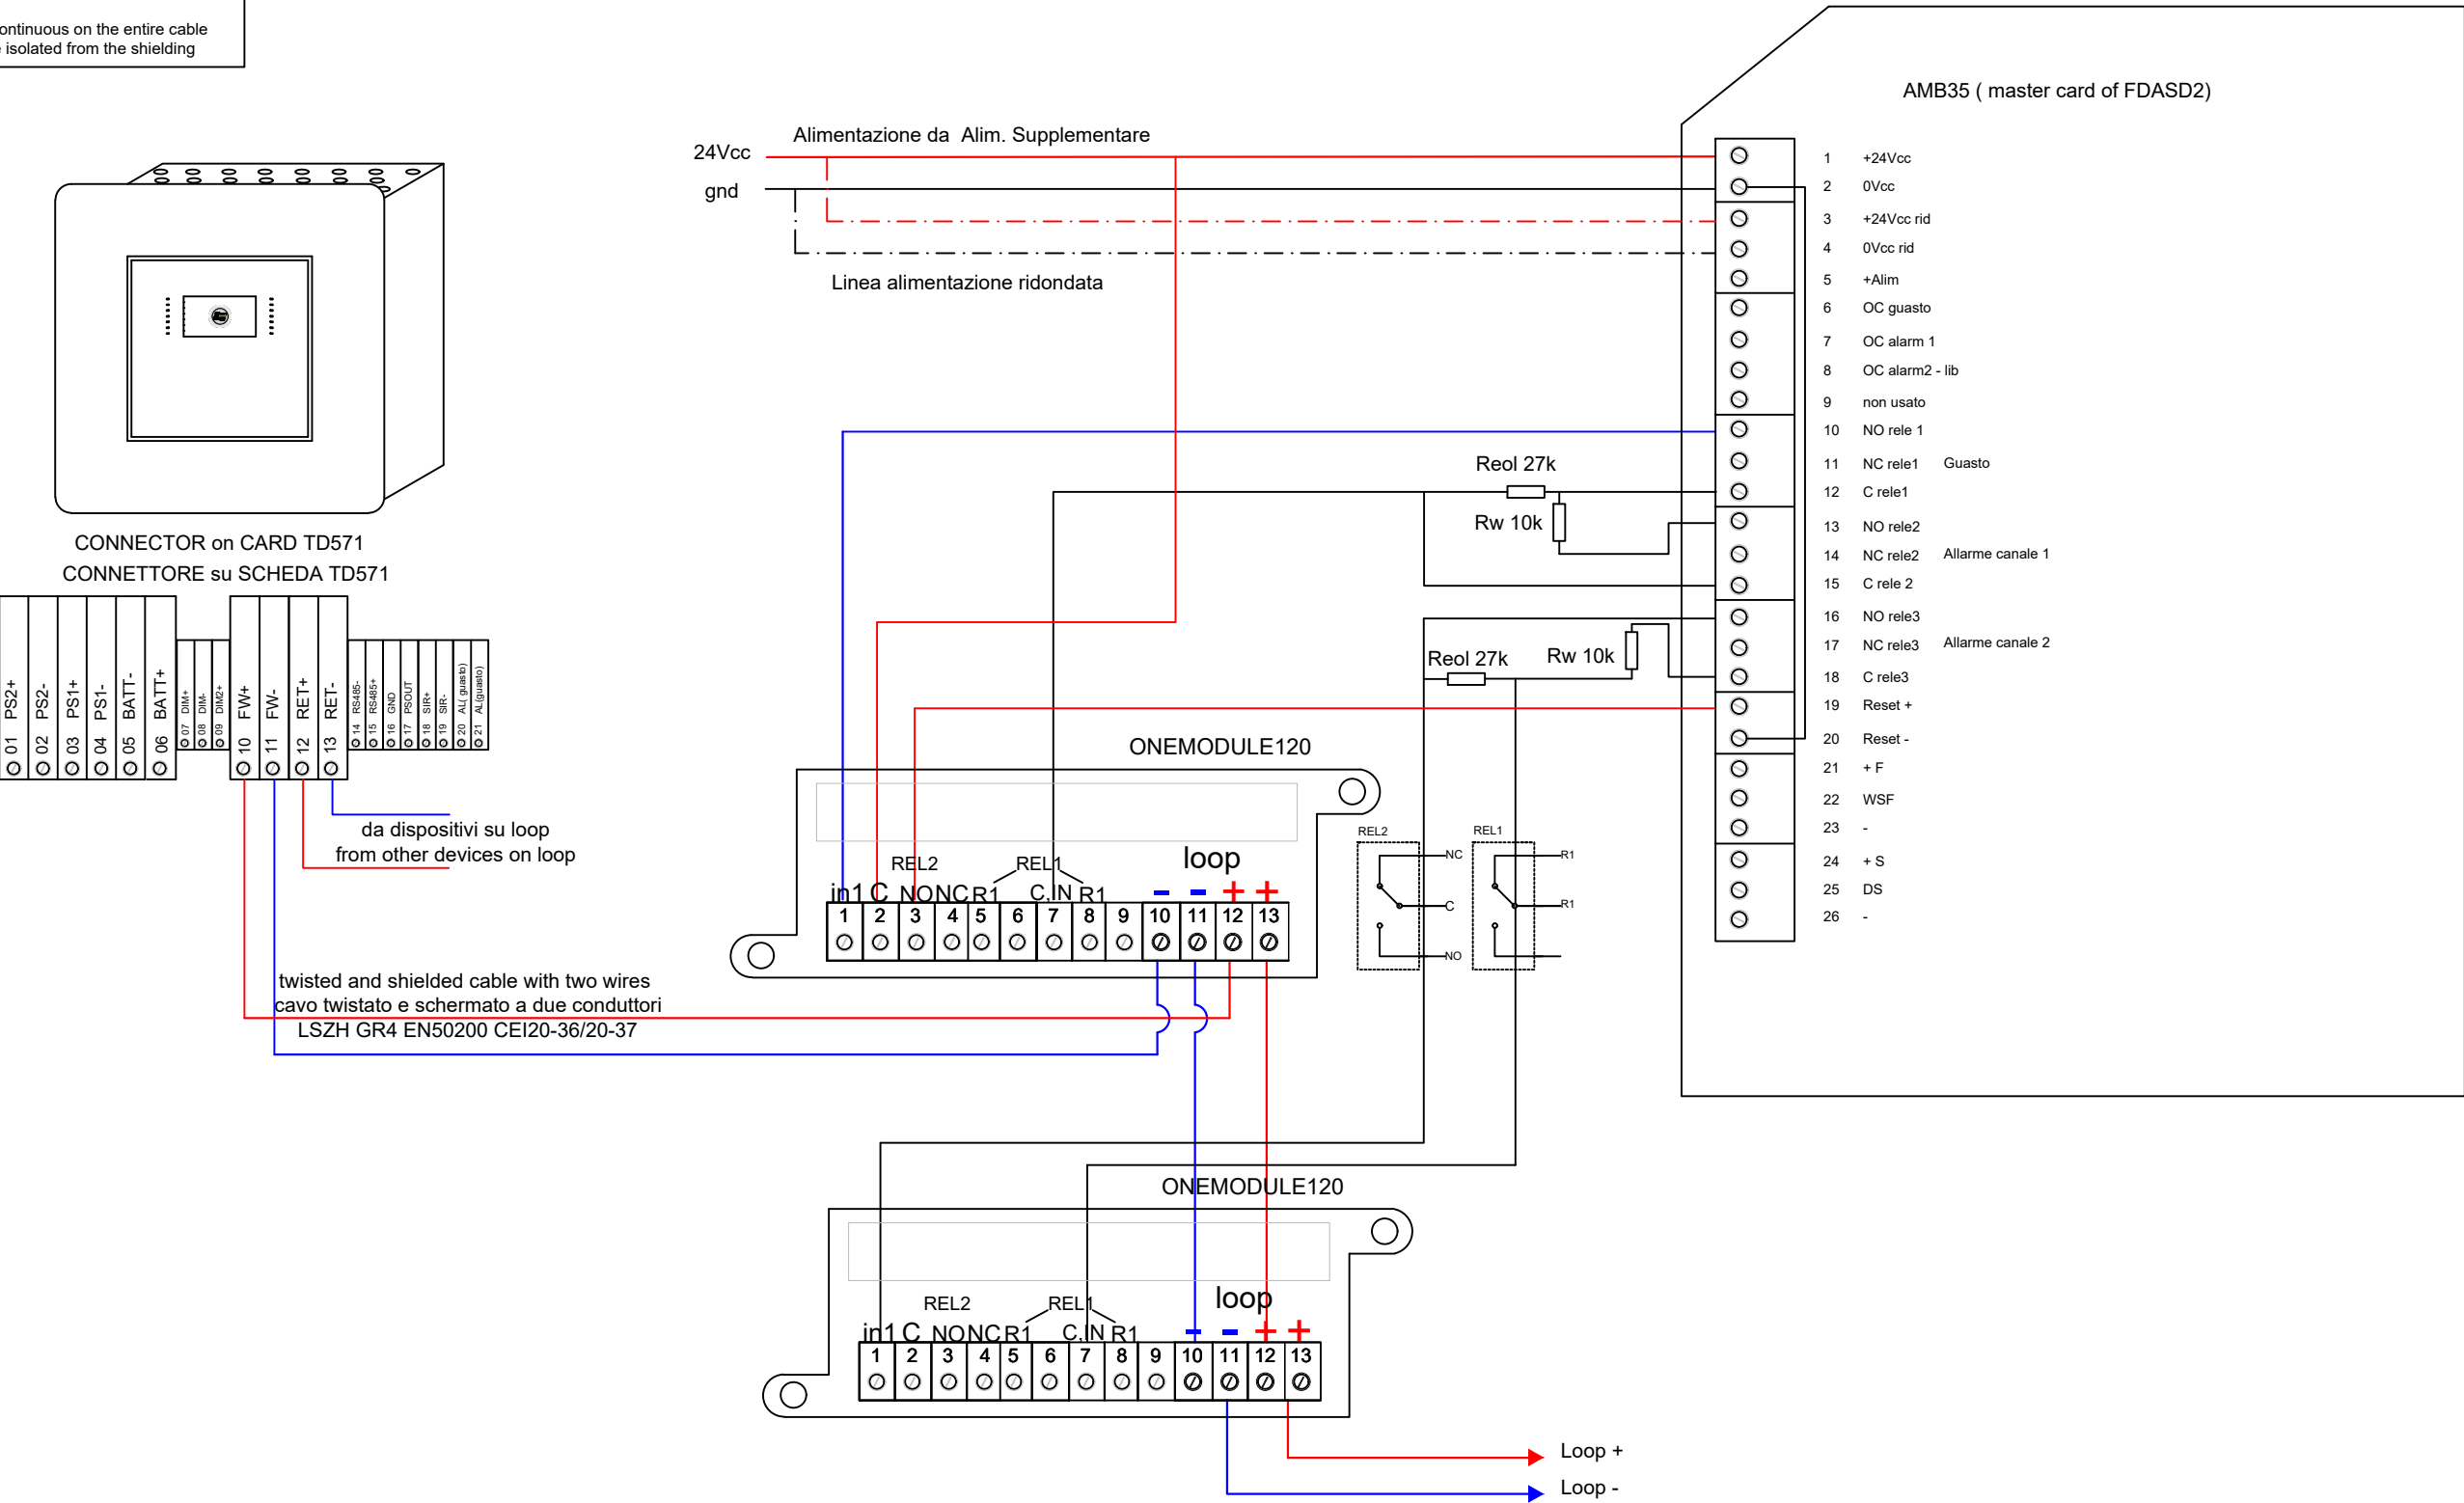 ontinuous on the entire cable
isolated from the shielding
AMB35 ( master card of FDASD2)
Alimentazione da Alim. Supplementare
24Vcc
gnd
Linea alimentazione ridondata
1 +24Vcc
2 0Vcc
3 +24Vcc rid
4 0Vcc rid
5 +Alim
6 OC guasto
7 OC alarm 1
8 OC alarm2 - lib
9 non usato
10 NO rele 1
11 NC rele1 Guasto
12 C rele1
13 NO rele2
14 NC rele2 Allarme canale 1
15 C rele 2
16 NO rele3
17 NC rele3 Allarme canale 2
18 C rele3
19 Reset +
20 Reset -
21 + F
22 WSF
23 -
24 + S
25 DS
26 -
Reol 27k
Rw 10k
Reol 27k
Rw 10k
CONNECTOR on CARD TD571
CONNETTORE su SCHEDA TD571
01 PS2+
02 PS2-
03 PS1+
04 PS1-
05 BATT-
06 BATT+
07 DIM+
08 DIM-
09 DIM2+
10 FW+
11 FW-
12 RET+
13 RET-
14 RS485-
15 RS485+
16 GND
17 PSOUT
18 SIR+
19 SIR-
20 AL( guasto)
21 AL(guasto)
da dispositivi su loop
from other devices on loop
twisted and shielded cable with two wires
cavo twistato e schermato a due conduttori
LSZH GR4 EN50200 CEI20-36/20-37
ONEMODULE120
REL2 REL1 loop
in1 C NO NC R1 C,IN R1 - - + +
1 2 3 4 5 6 7 8 9 10 11 12 13
REL2
NC
C
NO
REL1
R1
R1
ONEMODULE120
REL2 REL1 loop
in1 C NO NC R1 C,IN R1 - - + +
1 2 3 4 5 6 7 8 9 10 11 12 13
Loop +
Loop -